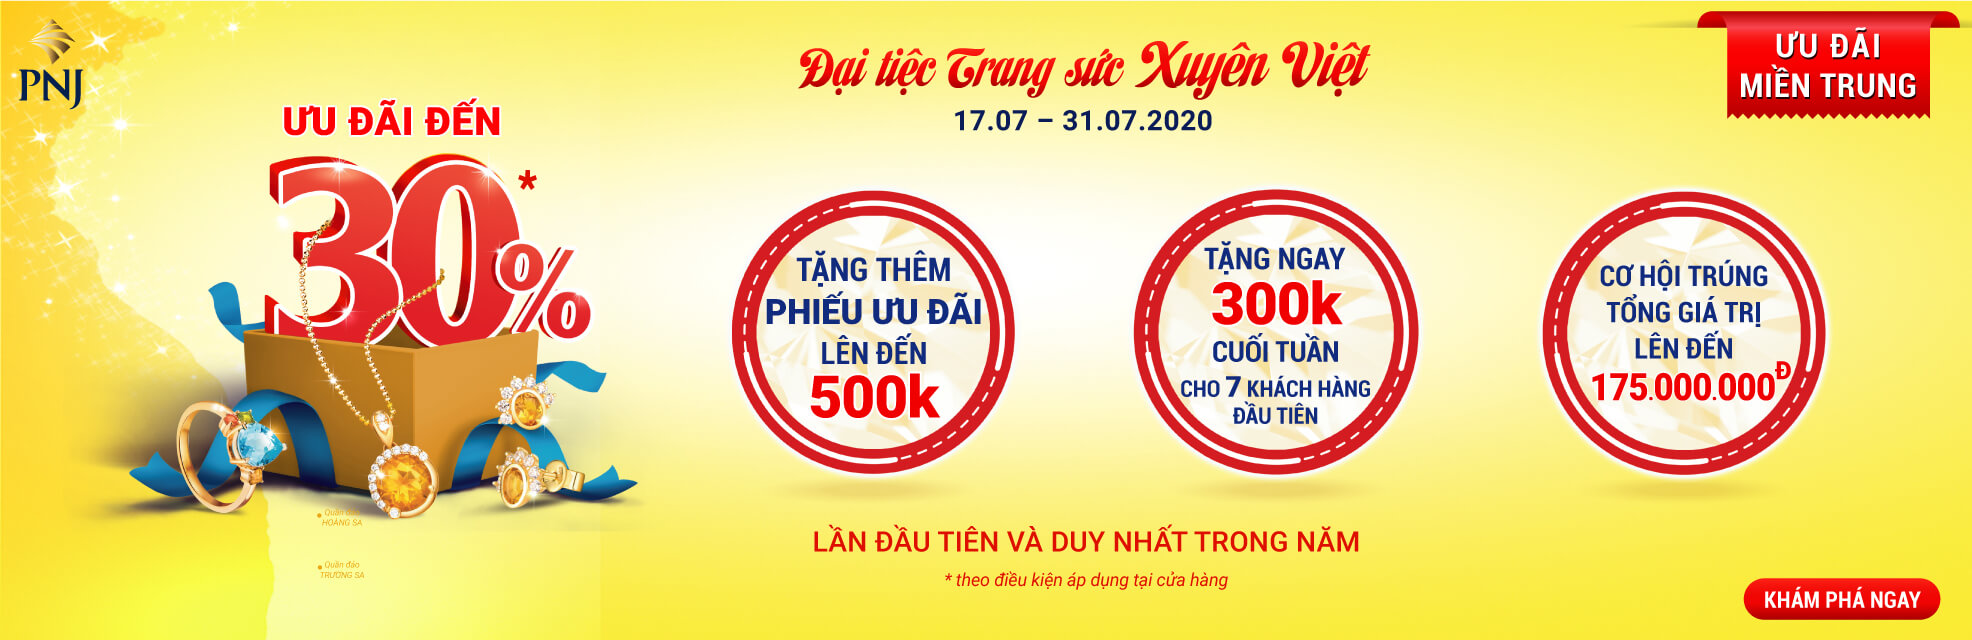 PNJ
ƯU ĐÃI ĐẾN
30%*
Đại tiệc Trang sức Xuyên Việt
17.07 – 31.07.2020
ƯU ĐÃI
MIỀN TRUNG
TẶNG THÊM
PHIẾU ƯU ĐÃI
LÊN ĐẾN
500k
TẶNG NGAY
300k
CUỐI TUẦN
CHO 7 KHÁCH HÀNG
ĐẦU TIÊN
CƠ HỘI TRÚNG
TỔNG GIÁ TRỊ
LÊN ĐẾN
175.000.000Đ
Quần đảo
HOÀNG SA
Quần đảo
TRƯỜNG SA
LẦN ĐẦU TIÊN VÀ DUY NHẤT TRONG NĂM
* theo điều kiện áp dụng tại cửa hàng
KHÁM PHÁ NGAY